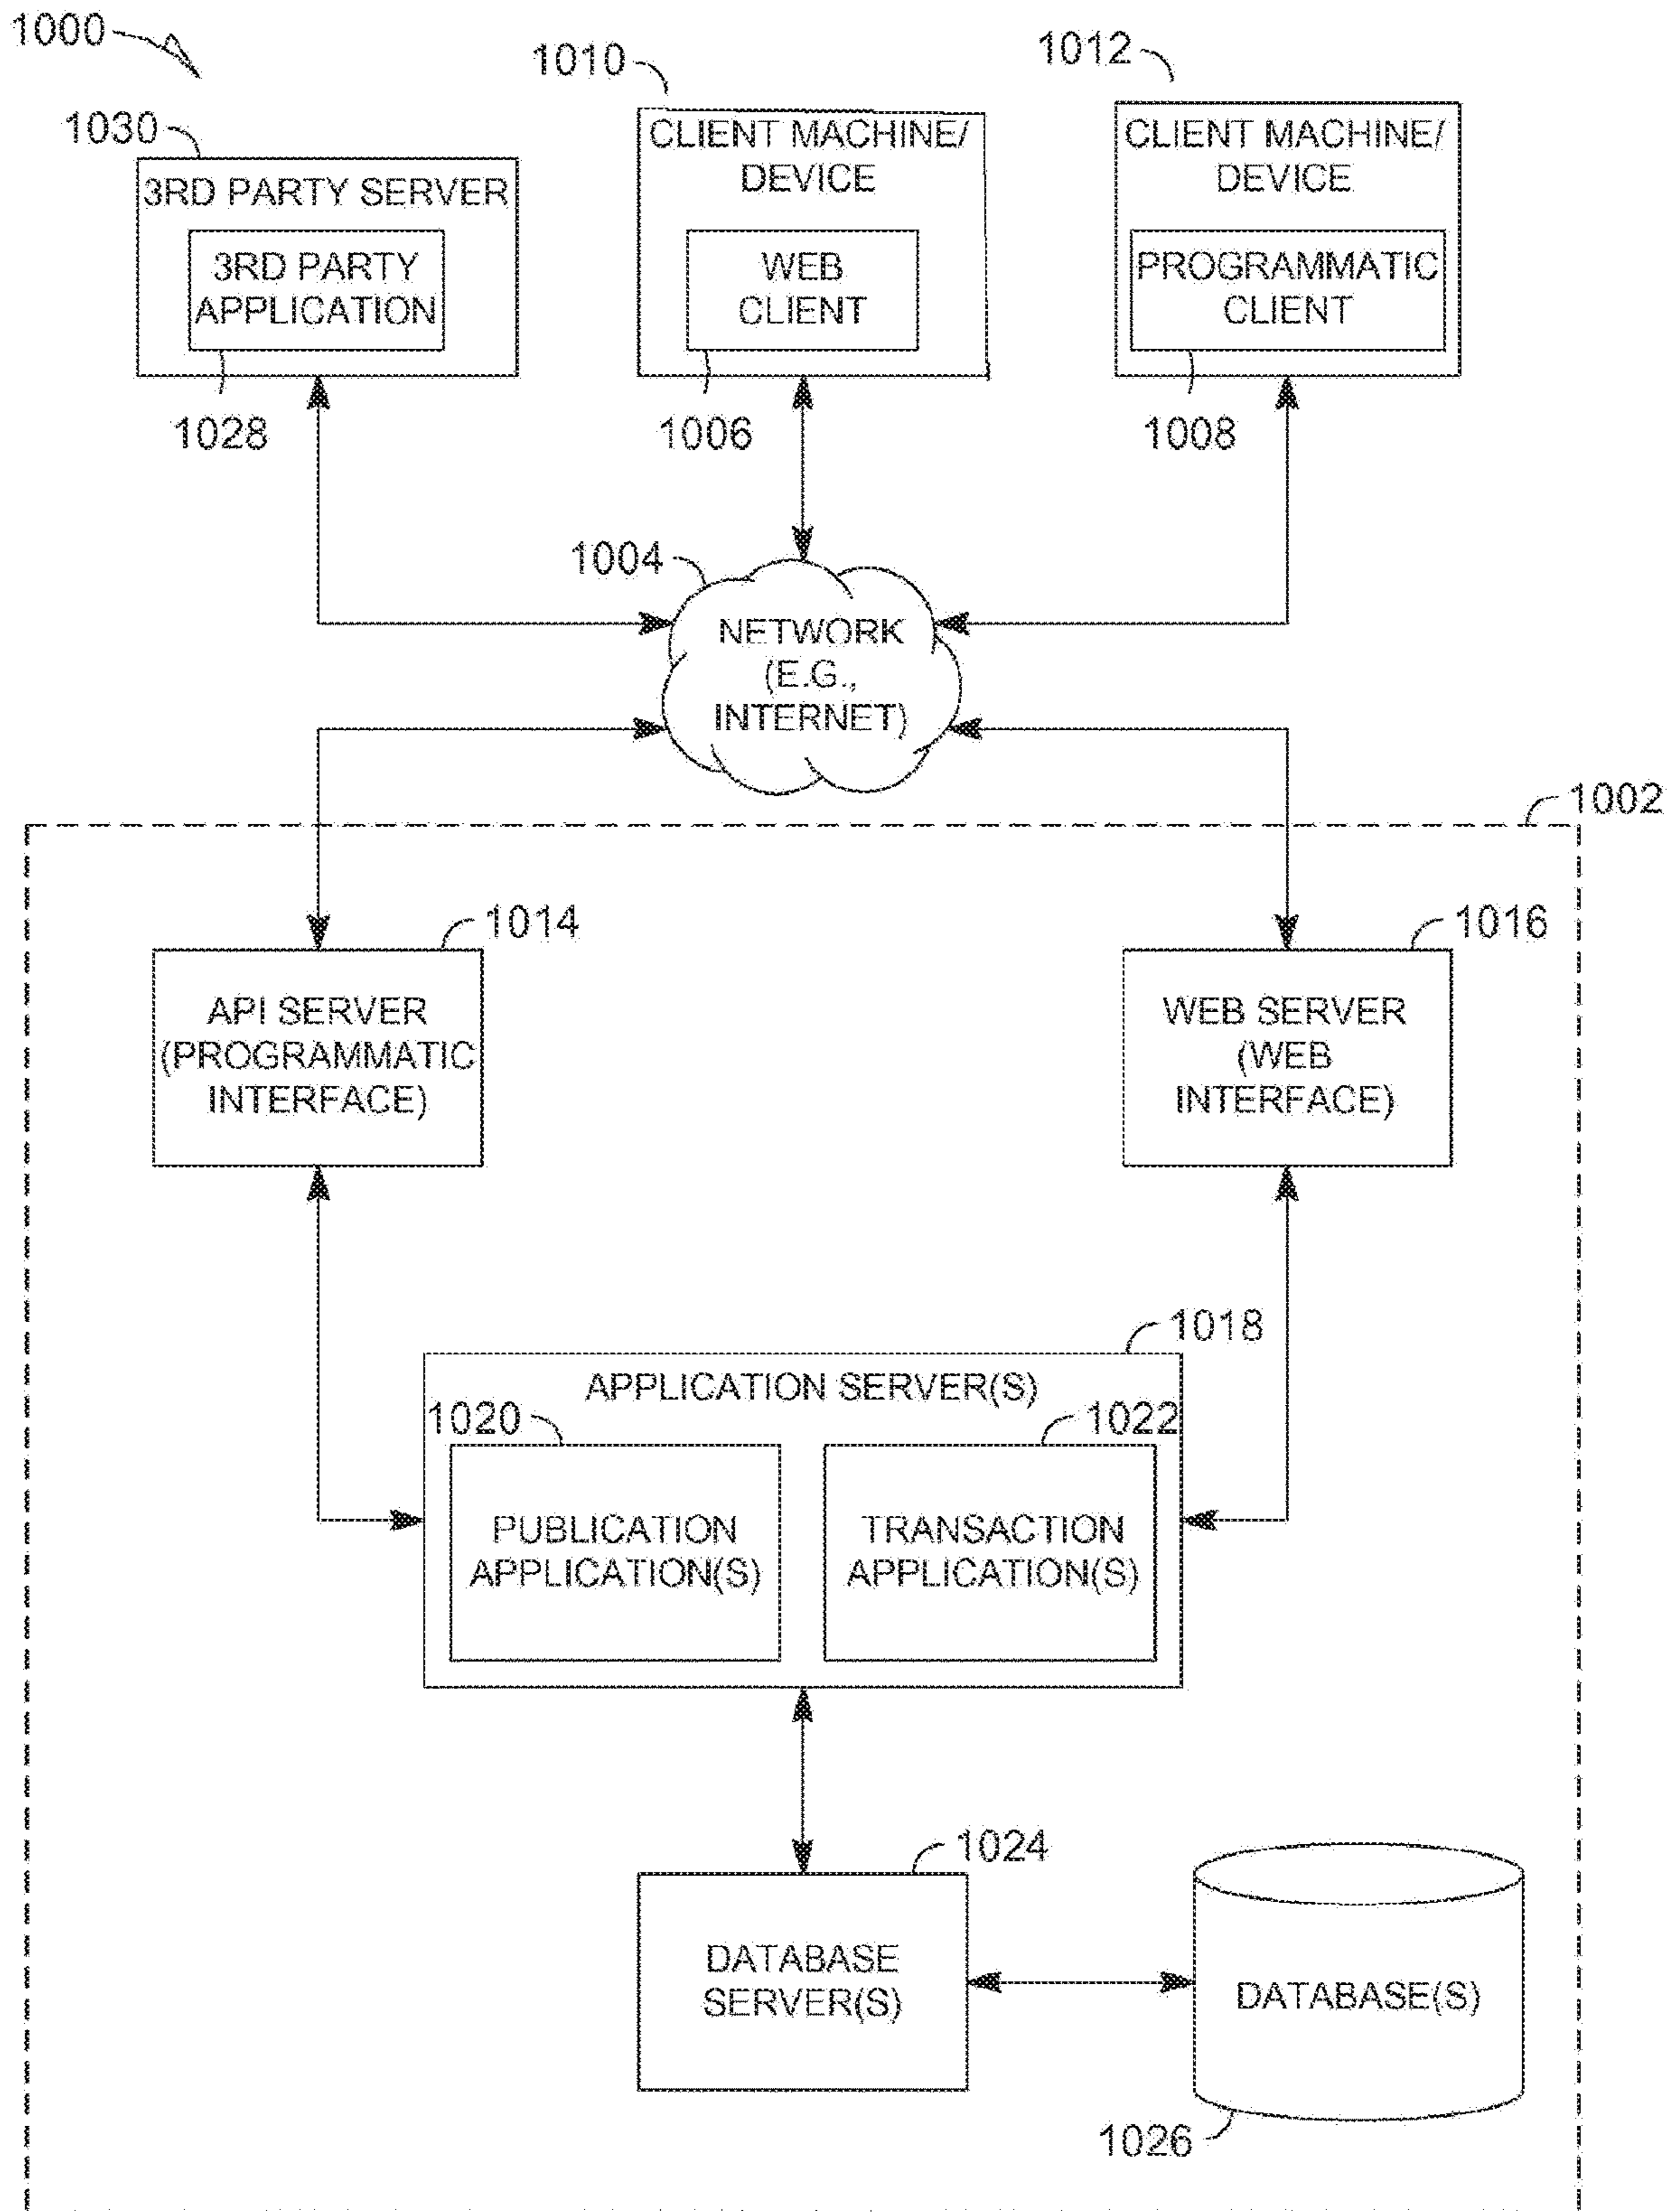 1000
1010
1012
1030
3RD PARTY SERVER
3RD PARTY
APPLICATION
1028
CLIENT MACHINE/
DEVICE
WEB
CLIENT
1006
CLIENT MACHINE/
DEVICE
PROGRAMMATIC
CLIENT
1008
1004
NETWORK
(E.G.,
INTERNET)
1002
1014
API SERVER
(PROGRAMMATIC
INTERFACE)
1016
WEB SERVER
(WEB
INTERFACE)
1018
APPLICATION SERVER(S)
1020
PUBLICATION
APPLICATION(S)
1022
TRANSACTION
APPLICATION(S)
1024
DATABASE
SERVER(S)
DATABASE(S)
1026